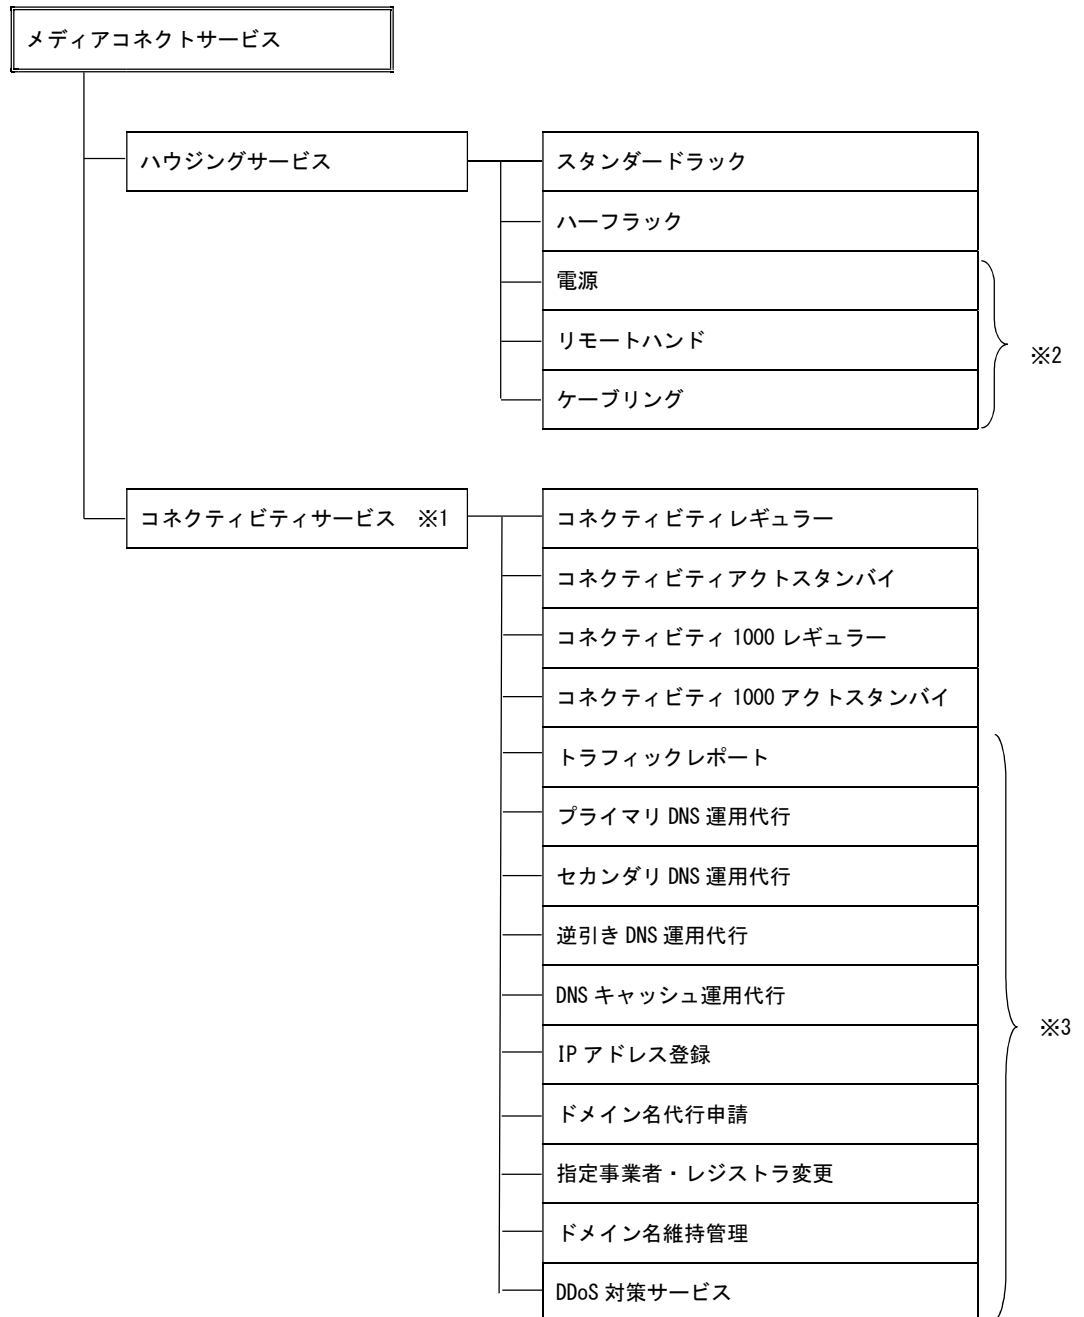 メディアコネクトサービス
ハウジングサービス
スタンダードラック
ハーフラック
電源
リモートハンド
ケーブリング
※2
コネクティビティサービス　※1
コネクティビティレギュラー
コネクティビティアクトスタンバイ
コネクティビティ 1000 レギュラー
コネクティビティ 1000 アクトスタンバイ
トラフィックレポート
プライマリ DNS 運用代行
セカンダリ DNS 運用代行
逆引き DNS 運用代行
DNS キャッシュ運用代行
IP アドレス登録
ドメイン名代行申請
指定事業者・レジストラ変更
ドメイン名維持管理
DDoS 対策サービス
※3